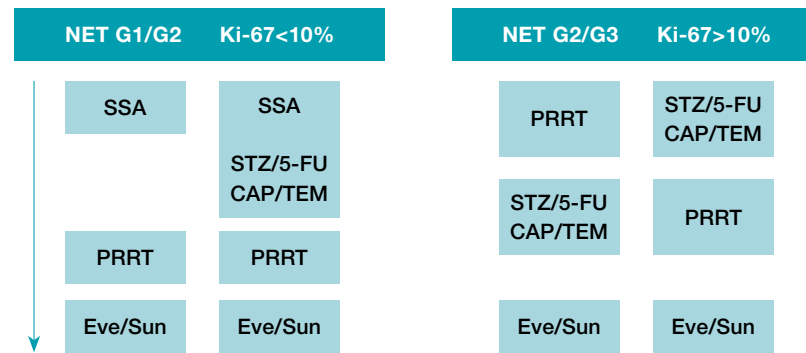 NET G1/G2 Ki-67<10%
SSA
SSA
STZ/5-FU
CAP/TEM
PRRT
PRRT
Eve/Sun
Eve/Sun
NET G2/G3 Ki-67>10%
PRRT
STZ/5-FU
CAP/TEM
STZ/5-FU
CAP/TEM
PRRT
Eve/Sun
Eve/Sun